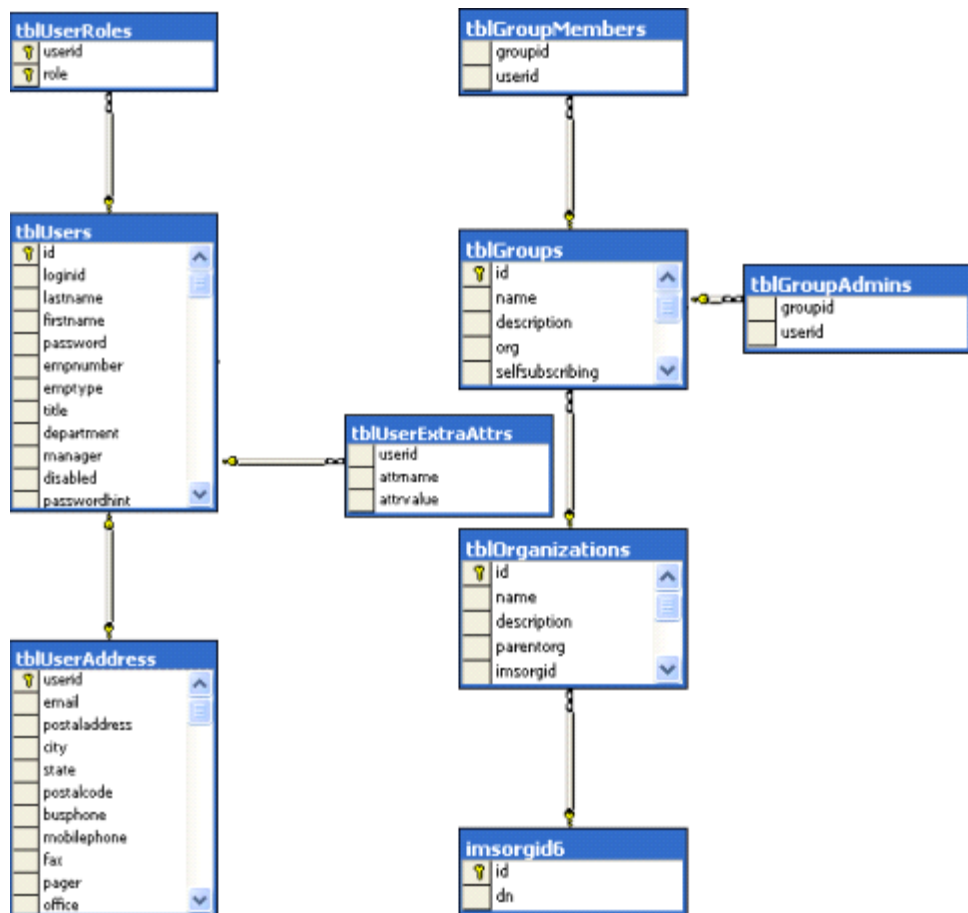 tblUserRoles
userid
role
tblUsers
id
loginid
lastname
firstname
password
empnumber
emptype
title
department
manager
disabled
passwordhint
tblUserAddress
userid
email
postaladdress
city
state
postalcode
busphone
mobilephone
fax
pager
office
tblUserExtraAttrs
userid
attrname
attrvalue
tblGroupMembers
groupid
userid
tblGroups
id
name
description
org
selfsubscribing
tblGroupAdmins
groupid
userid
tblOrganizations
id
name
description
parentorg
imsorgid
imsorgid6
id
dn